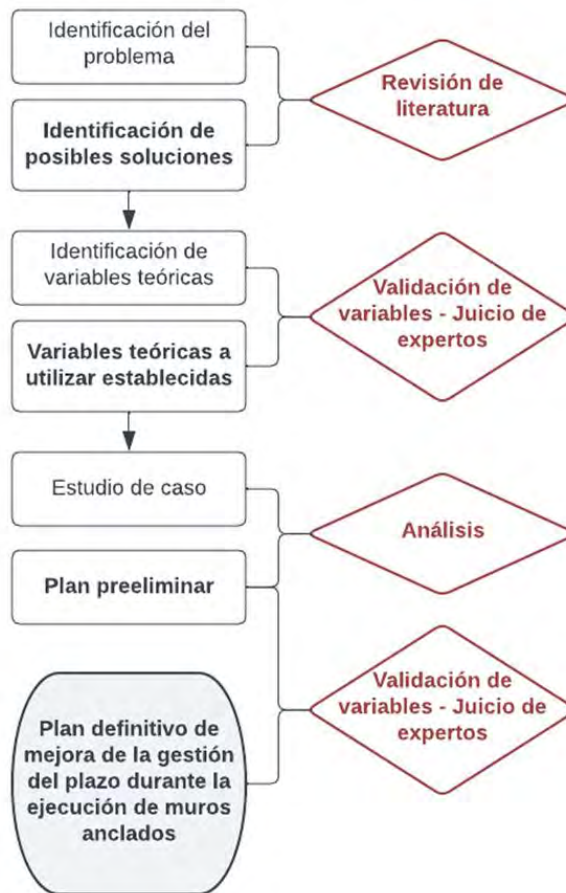 Identificación del
problema
Revisión de
literatura
Identificación de
posibles soluciones
Identificación de
variables teóricas
Validación de
variables - Juicio de
expertos
Variables teóricas a
utilizar establecidas
Estudio de caso
Análisis
Plan preeliminar
Validación de
variables - Juicio de
expertos
Plan definitivo de
mejora de la gestión
del plazo durante la
ejecución de muros
anclados